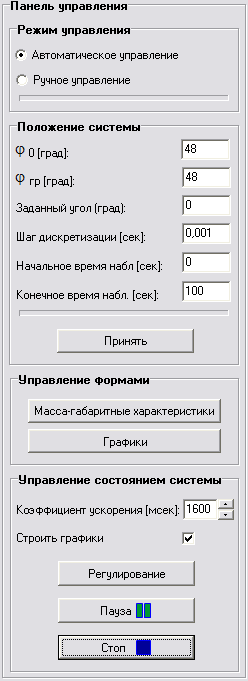 Панель управления
Режим управления
Автоматическое управление
Ручное управление
Положение системы
φ 0 [град]: 48
φ гр [град]: 48
Заданный угол (град): 0
Шаг дискретизации [сек]: 0,001
Начальное время набл [сек]: 0
Конечное время набл. [сек]: 100
Принять
Управление формами
Масса-габаритные характеристики
Графики
Управление состоянием системы
Коэффициент ускорения [мсек]: 1600
Строить графики
Регулирование
Пауза
Стоп